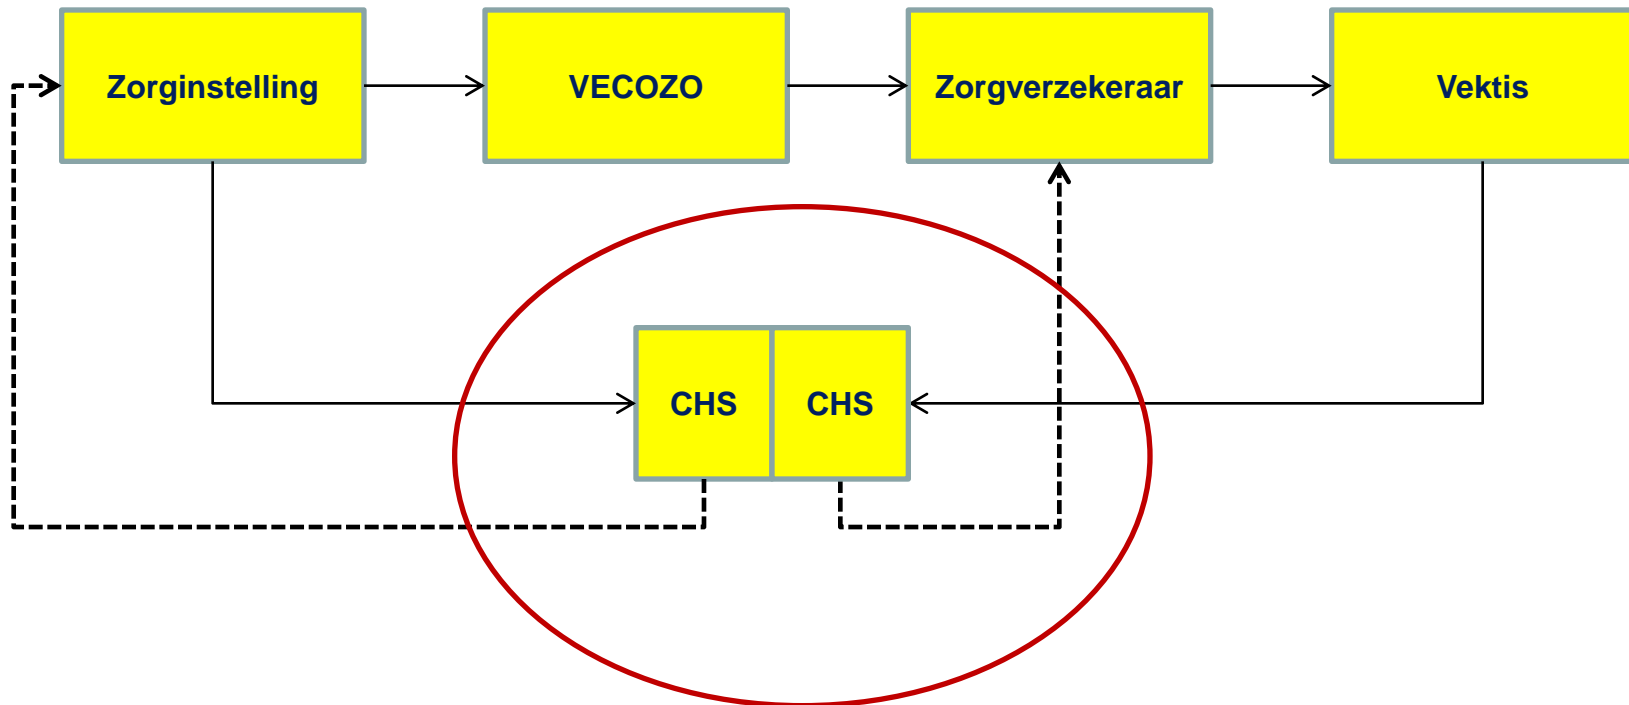 Zorginstelling
VECOZO
Zorgverzekeraar
Vektis
CHS
CHS